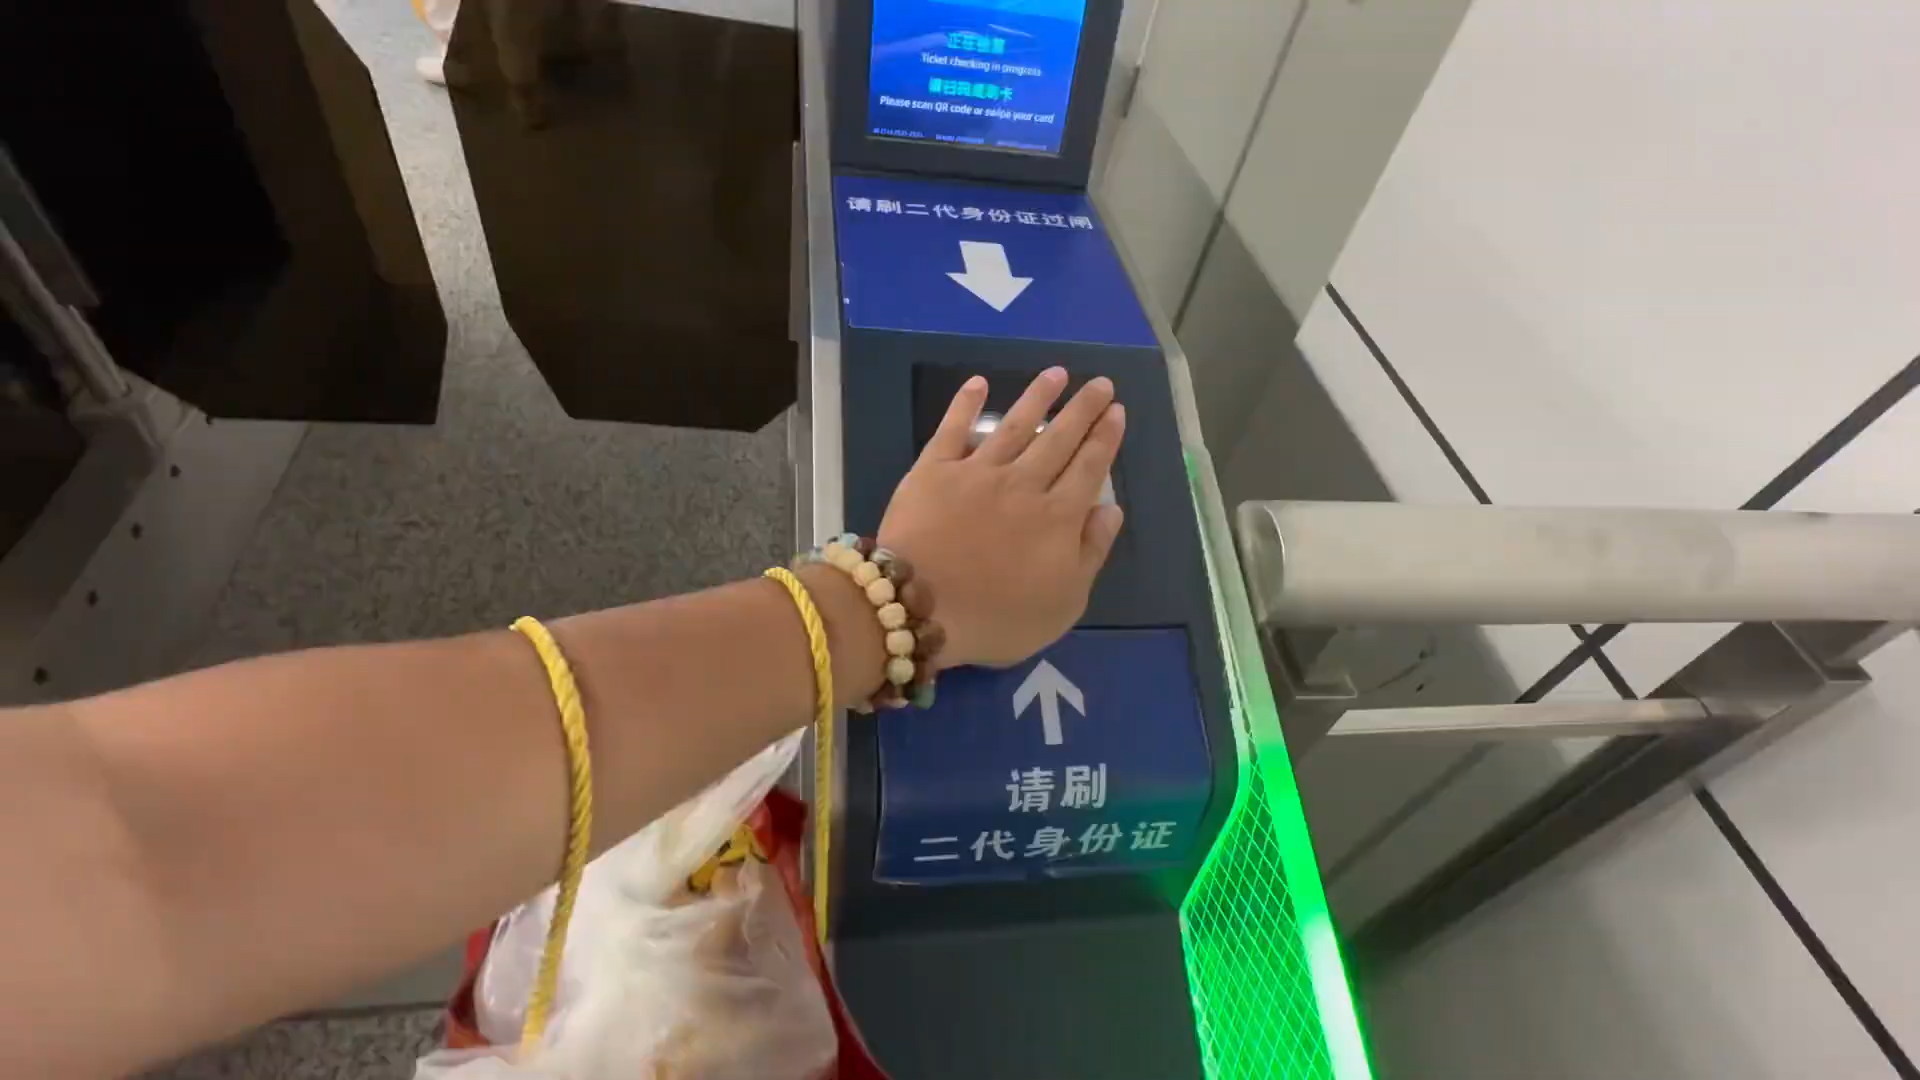 正在检票
Ticket checking in progress
请扫码或刷卡
Please scan QR code or swipe your card
请刷二代身份证过闸
请刷
二代身份证